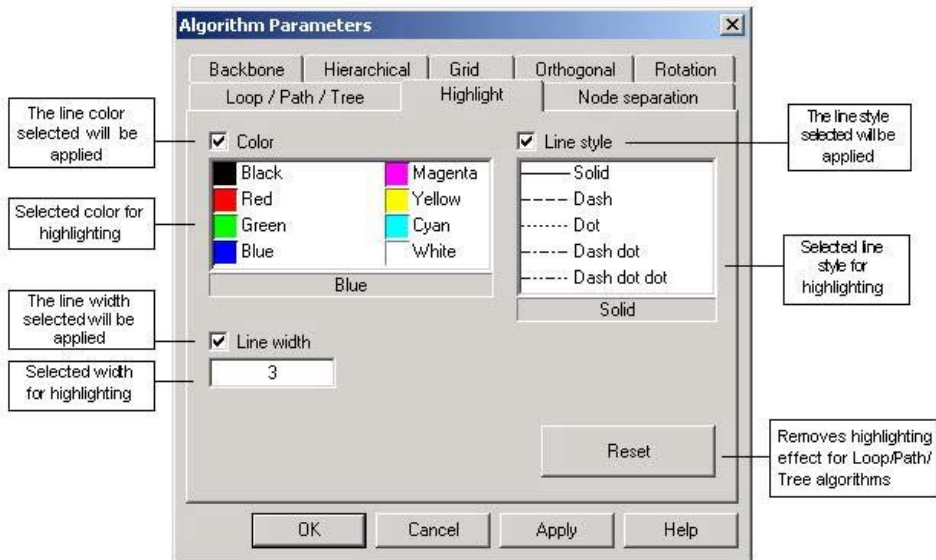 Algorithm Parameters
Backbone
Hierarchical
Grid
Orthogonal
Rotation
Loop / Path / Tree
Highlight
Node separation
The line color
selected will be
applied
Color
Line style
The line style
selected will be
applied
Black
Red
Green
Blue
Magenta
Yellow
Cyan
White
Blue
Solid
Dash
Dot
Dash dot
Dash dot dot
Solid
Selected color for
highlighting
Selected line
style for
highlighting
The line width
selected will be
applied
Line width
3
Selected width
for highlighting
Reset
Removes highlighting
effect for Loop/Path/
Tree algorithms
OK
Cancel
Apply
Help